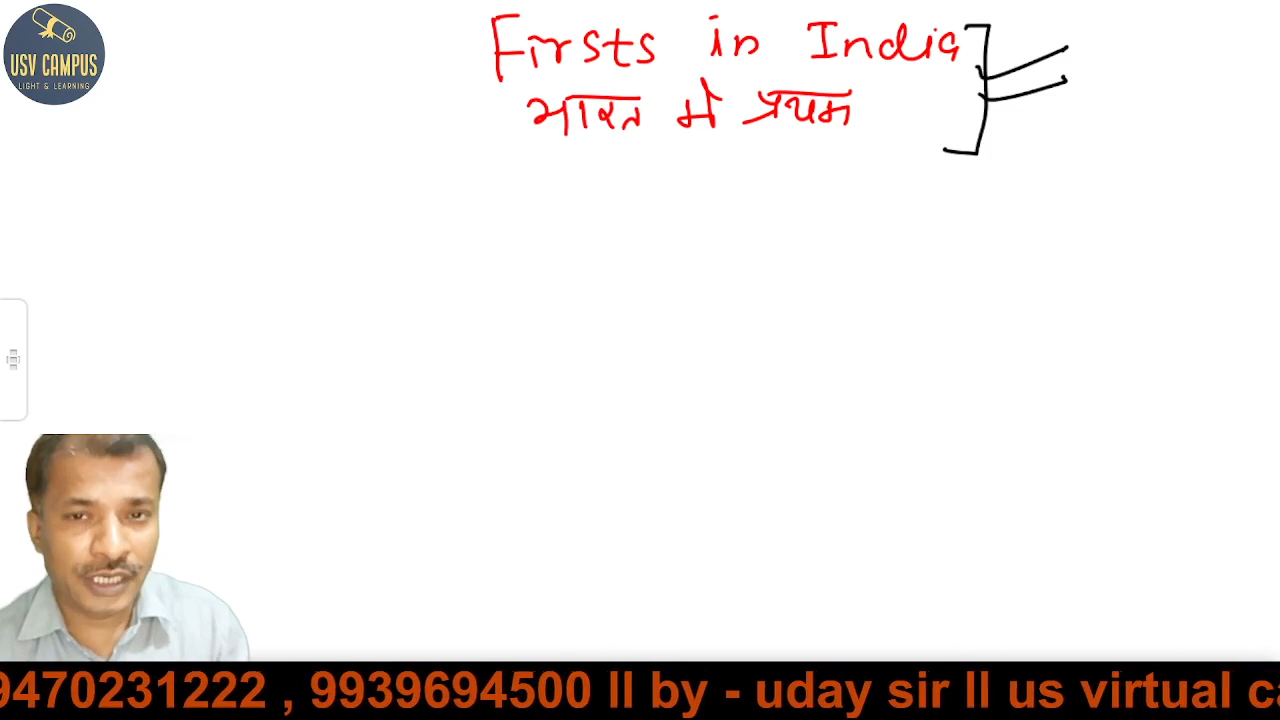 USV CAMPUS
LIGHT & LEARNING
Firsts in India
भारत में प्रथम
9470231222 , 9939694500 ll by - uday sir ll us virtual ca